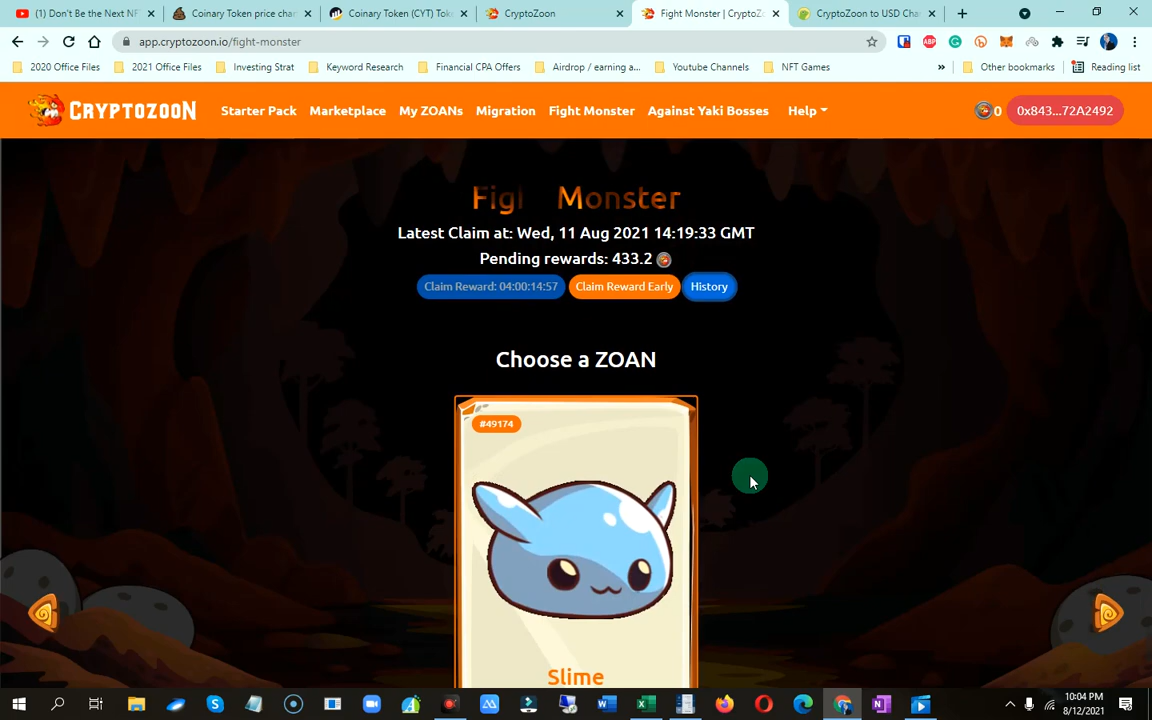 (1) Don't Be the Next NF
Coinary Token price cha
Coinary Token (CYT) Tok
CryptoZoon
Fight Monster | CryptoZo
CryptoZoon to USD Cha
app.cryptozoon.io/fight-monster
ABP
2020 Office Files
2021 Office Files
Investing Strat
Keyword Research
Financial CPA Offers
Airdrop / earning a...
Youtube Channels
NFT Games
»
Other bookmarks
Reading list
CRYPTOZOON
Starter Pack
Marketplace
My ZOANs
Migration
Fight Monster
Against Yaki Bosses
Help
0
0x843...72A2492
Figl Monster
Latest Claim at: Wed, 11 Aug 2021 14:19:33 GMT
Pending rewards: 433.2
Claim Reward: 04:00:14:57
Claim Reward Early
History
Choose a ZOAN
#49174
Slime
10:04 PM
8/12/2021